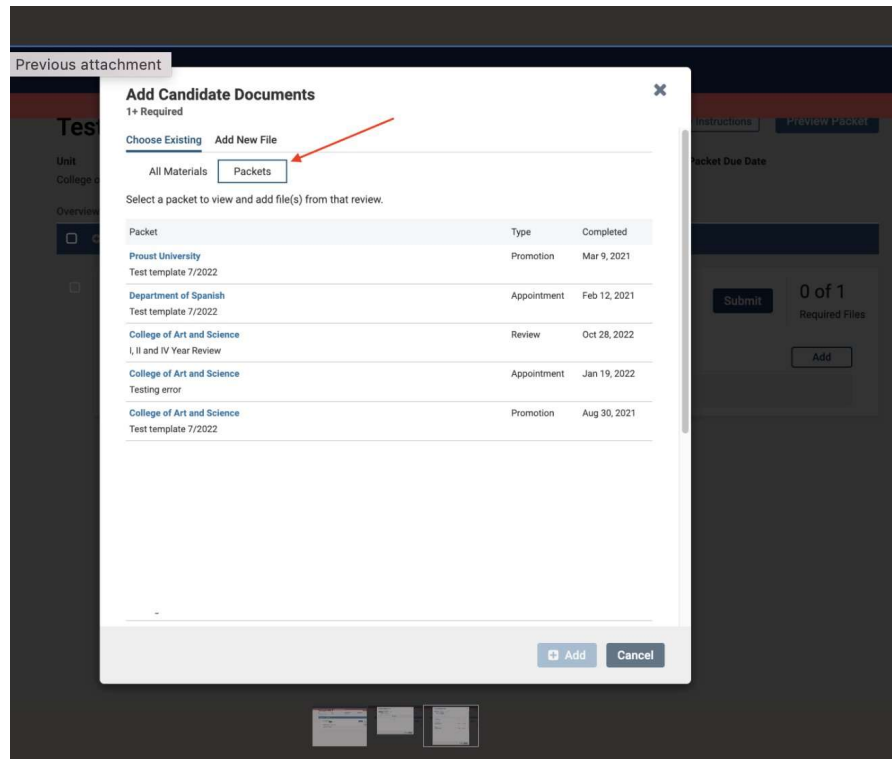 Previous attachment
Add Candidate Documents
1+ Required
Choose Existing Add New File
All Materials Packets
Select a packet to view and add file(s) from that review.
Packet Type Completed
Proust University Promotion Mar 9, 2021
Test template 7/2022
Department of Spanish Appointment Feb 12, 2021
Test template 7/2022
College of Art and Science Review Oct 28, 2022
I, II and IV Year Review
College of Art and Science Appointment Jan 19, 2022
Testing error
College of Art and Science Promotion Aug 30, 2021
Test template 7/2022
Add Cancel
Test
Instructions Preview Packet
Unit
Packet Due Date
College o
Overview
Submit 0 of 1
Required Files
Add